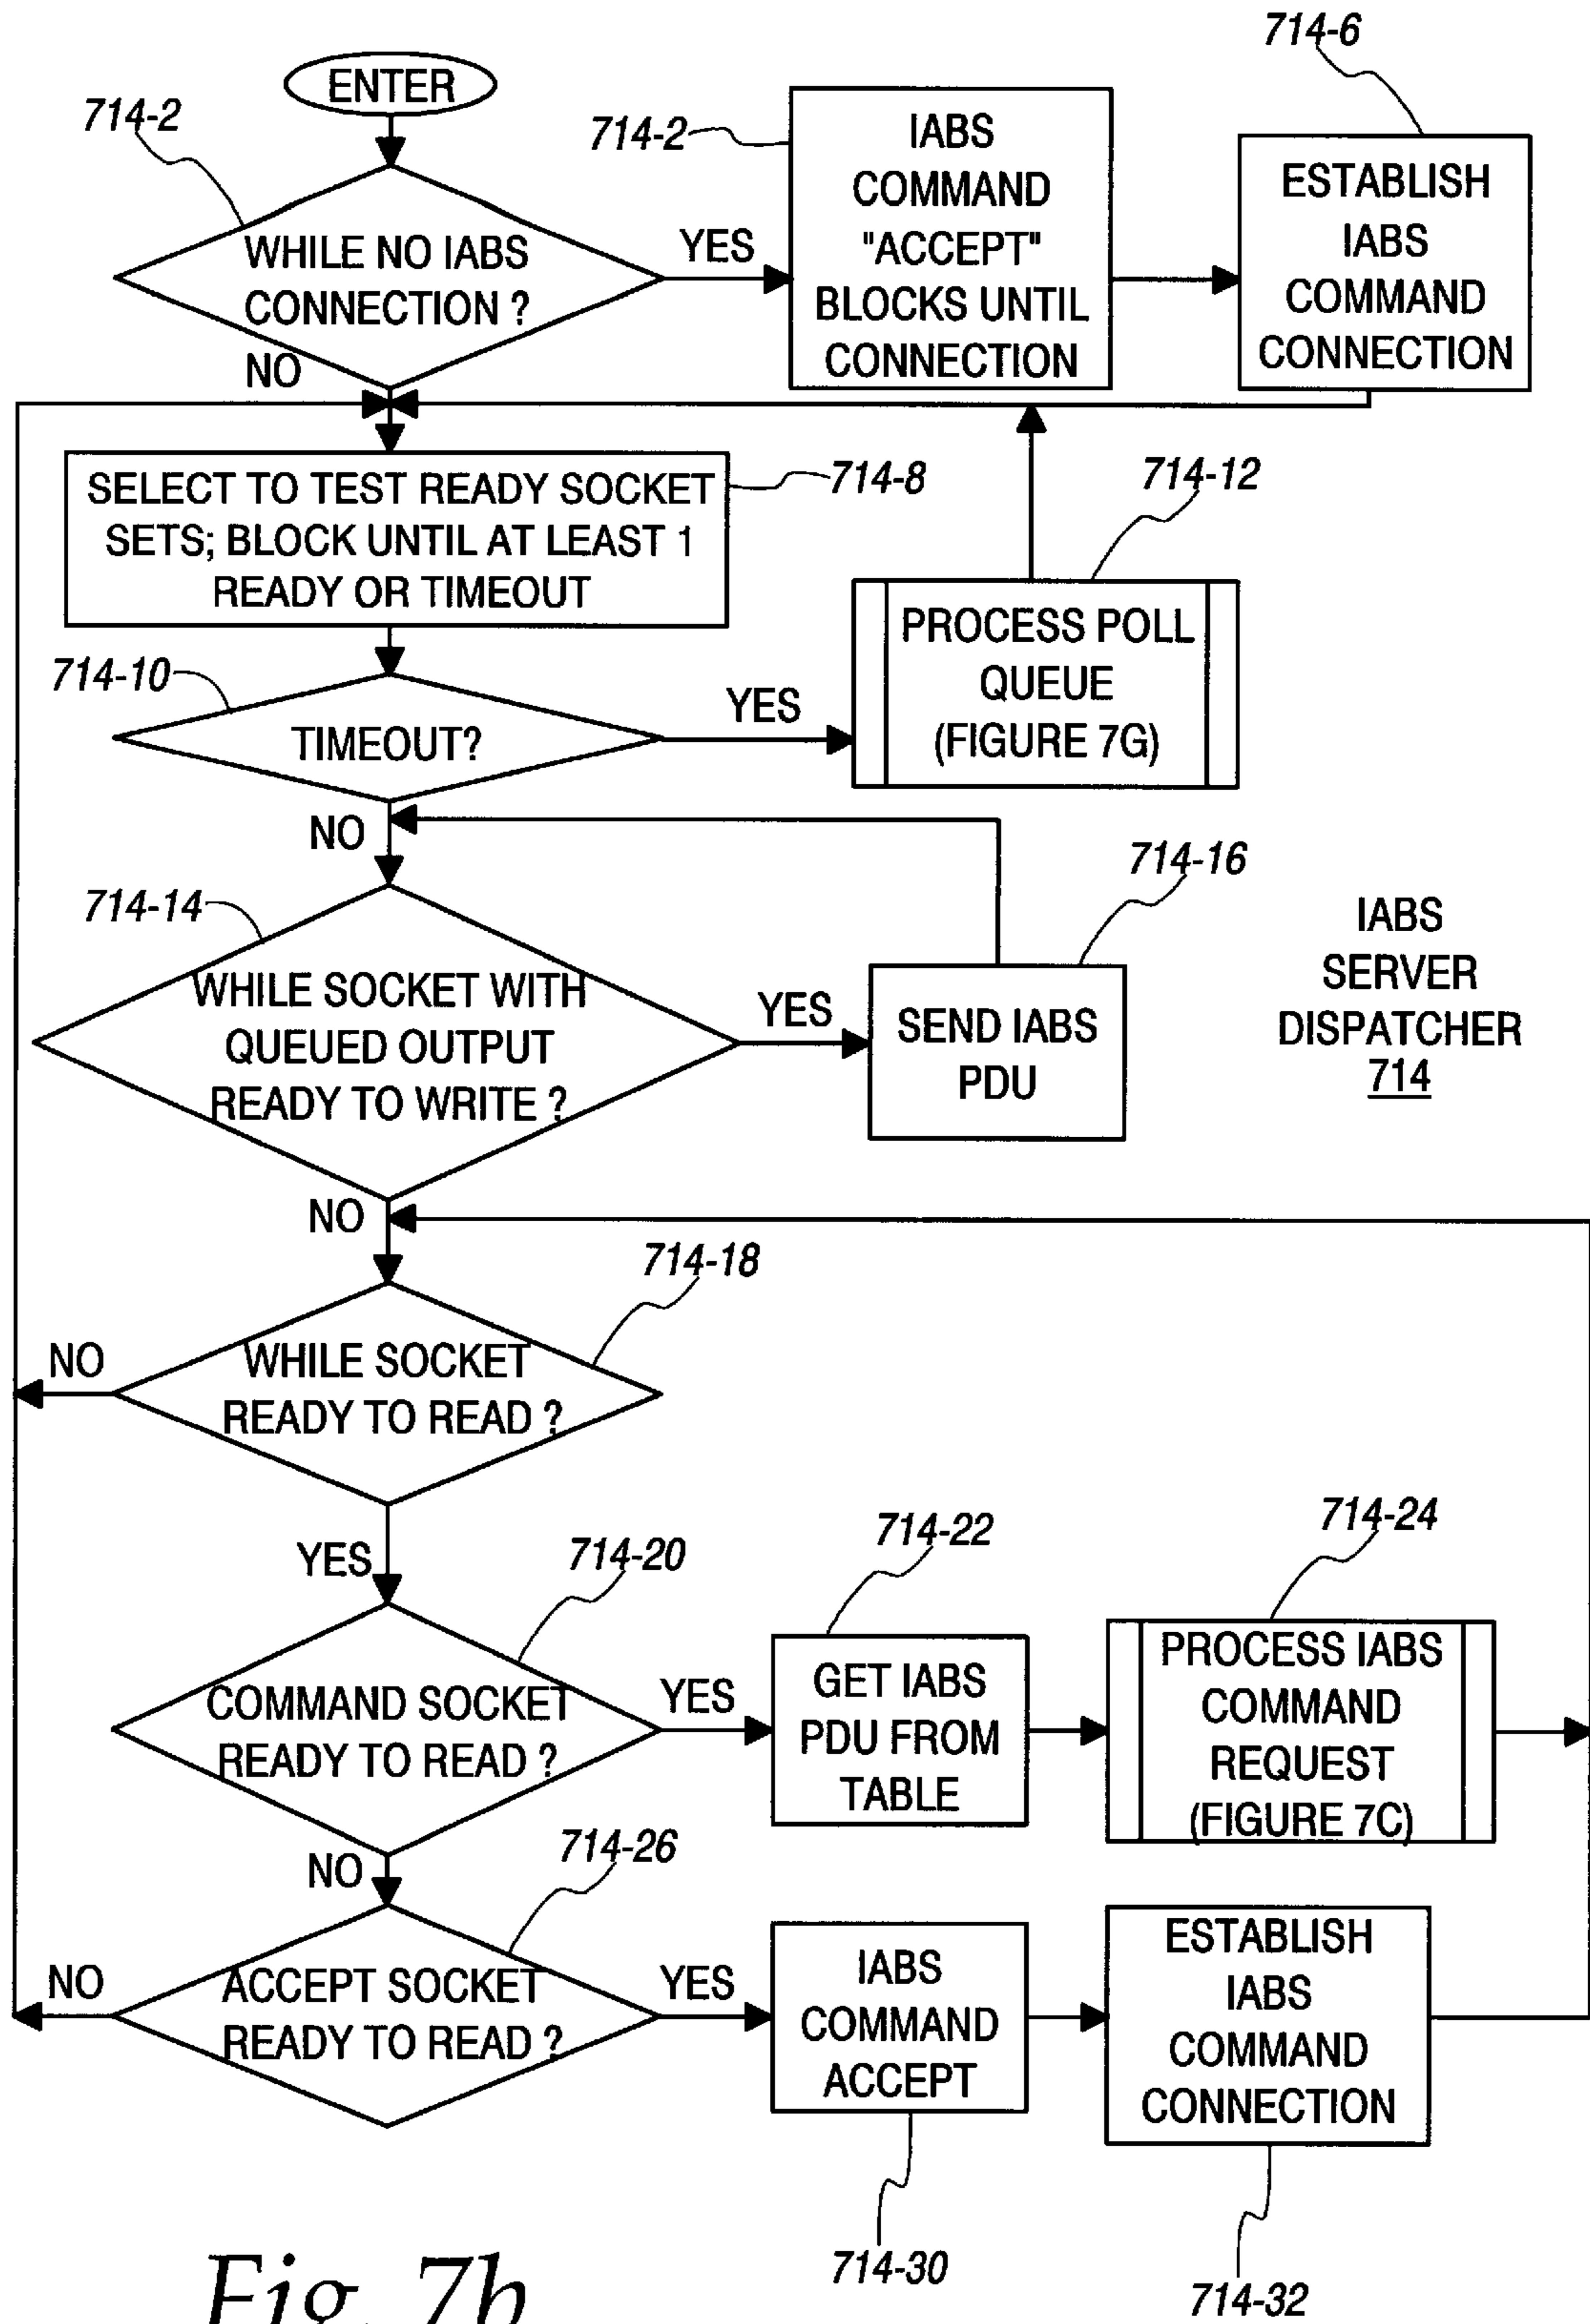 714-6
ENTER
714-2
714-2
IABS
COMMAND
"ACCEPT"
BLOCKS UNTIL
CONNECTION
ESTABLISH
IABS
COMMAND
CONNECTION
WHILE NO IABS
CONNECTION ?
YES
NO
SELECT TO TEST READY SOCKET
SETS; BLOCK UNTIL AT LEAST 1
READY OR TIMEOUT
714-8
714-12
PROCESS POLL
QUEUE
(FIGURE 7G)
714-10
TIMEOUT?
YES
NO
714-16
714-14
WHILE SOCKET WITH
QUEUED OUTPUT
READY TO WRITE ?
YES
SEND IABS
PDU
IABS
SERVER
DISPATCHER
714
NO
714-18
WHILE SOCKET
READY TO READ ?
NO
YES
714-20
714-22
714-24
COMMAND SOCKET
READY TO READ ?
YES
GET IABS
PDU FROM
TABLE
PROCESS IABS
COMMAND
REQUEST
(FIGURE 7C)
NO
714-26
ACCEPT SOCKET
READY TO READ ?
NO
YES
IABS
COMMAND
ACCEPT
ESTABLISH
IABS
COMMAND
CONNECTION
714-30
714-32
Fig. 7b